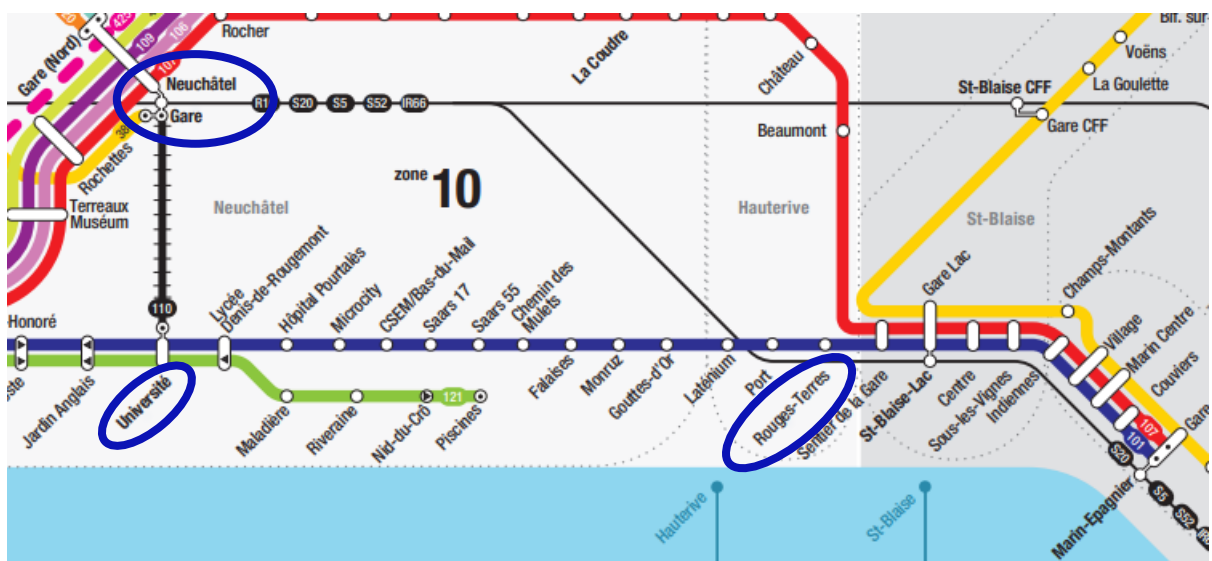 Gare (Nord)
20
425
109
106
107
Rocher
La Coudre
Château
Bif. sur-
Voëns
La Goulette
St-Blaise CFF
Gare CFF
Neuchâtel
Gare
R1
S20
S5
S52
IR66
Beaumont
38
Rochettes
Terreaux
Muséum
Neuchâtel
zone 10
Hauterive
St-Blaise
110
-Honoré
Lycée
Denis-de-Rougemont
Hôpital Pourtalès
Microcity
CSEM/Bas-du-Mail
Saars 17
Saars 55
Chemin des
Mulets
Gare Lac
Champs-Montants
Village
Marin Centre
Couviers
Gare
Jardin Anglais
Université
Maladière
Riveraine
Nid-du-Crô
121
Piscines
Falaises
Monruz
Gouttes-d'Or
Laténium
Port
Rouges-Terres
Sentier de la Gare
St-Blaise-Lac
Centre
Sous-les-Vignes
Indiennes
107
101
S20
Marin-Epagnier
S5
S52
Hauterive
St-Blaise